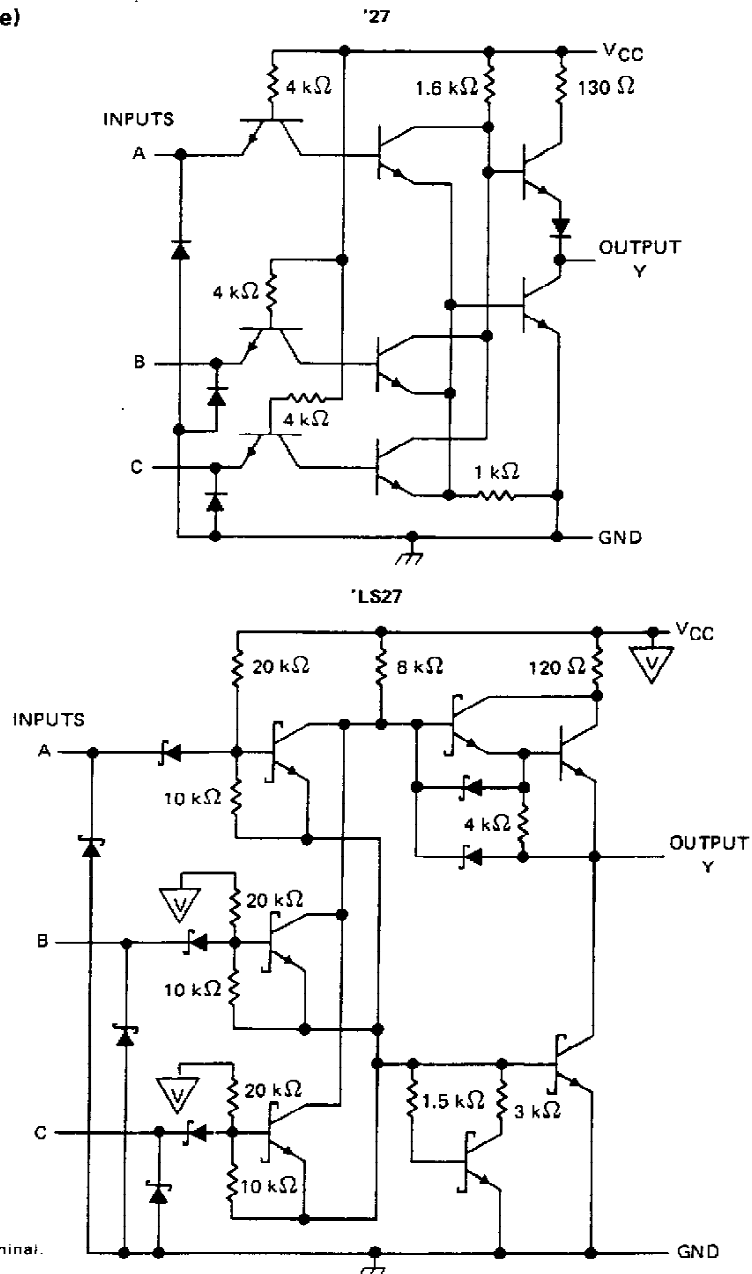 e)
'27
VCC
4 kΩ
1.6 kΩ
130 Ω
INPUTS
A
OUTPUT
Y
4 kΩ
B
4 kΩ
C
1 kΩ
GND
'LS27
VCC
20 kΩ
8 kΩ
120 Ω
V
INPUTS
A
10 kΩ
4 kΩ
OUTPUT
Y
V
20 kΩ
B
10 kΩ
V
20 kΩ
1.5 kΩ
3 kΩ
C
10 kΩ
minal.
GND